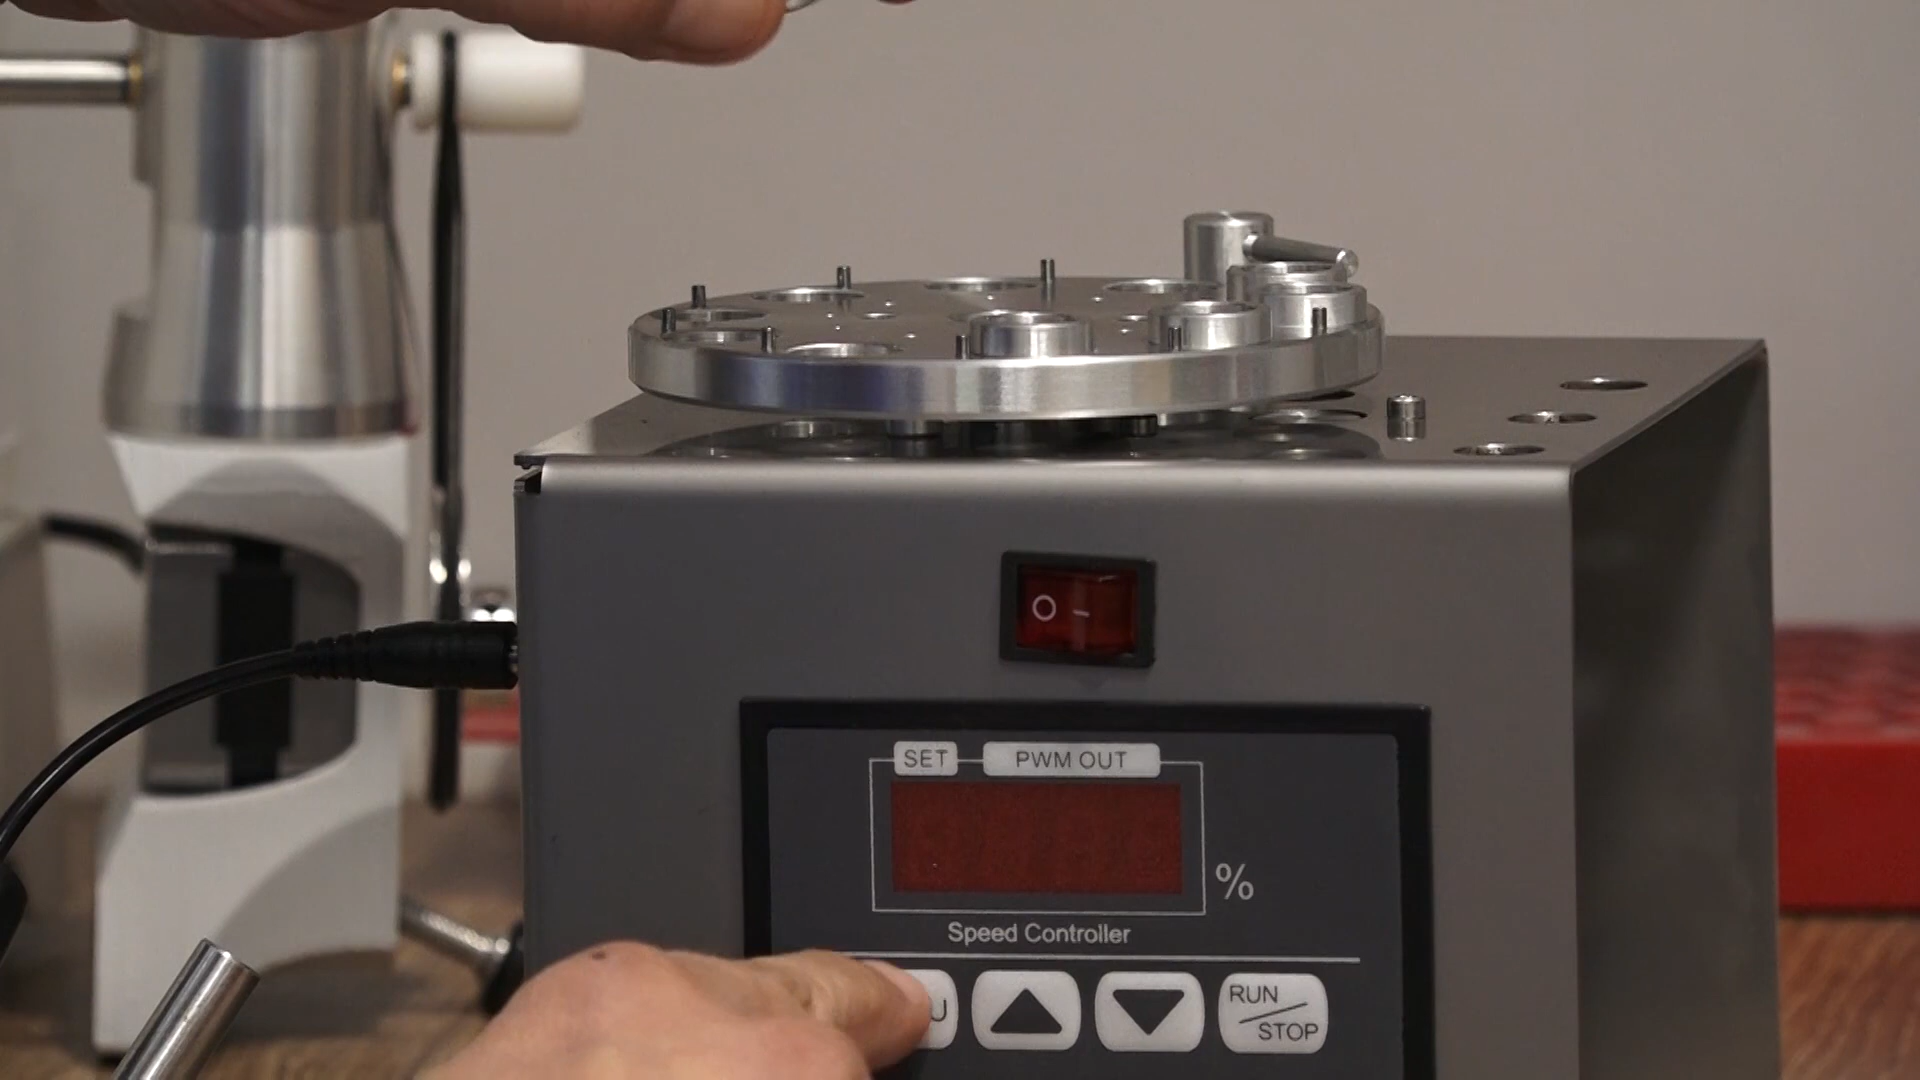 O -
SET PWM OUT
%
Speed Controller
U
RUN
STOP